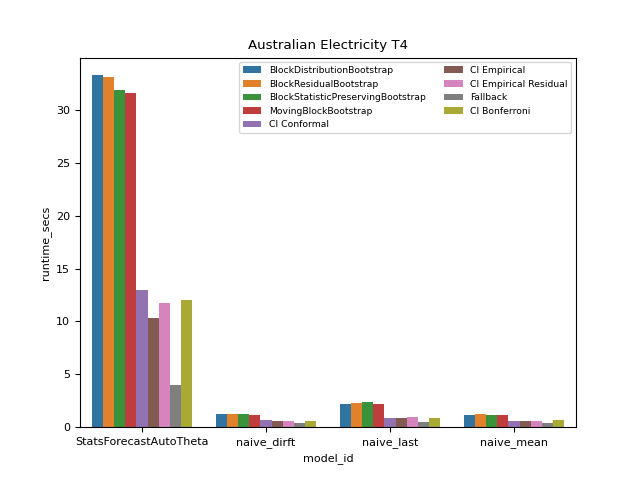 Australian Electricity T4
BlockDistributionBootstrap
BlockResidualBootstrap
BlockStatisticPreservingBootstrap
MovingBlockBootstrap
CI Conformal
CI Empirical
CI Empirical Residual
Fallback
CI Bonferroni
runtime_secs
30
25
20
15
10
5
0
StatsForecastAutoTheta naive_dirft naive_last naive_mean
model_id